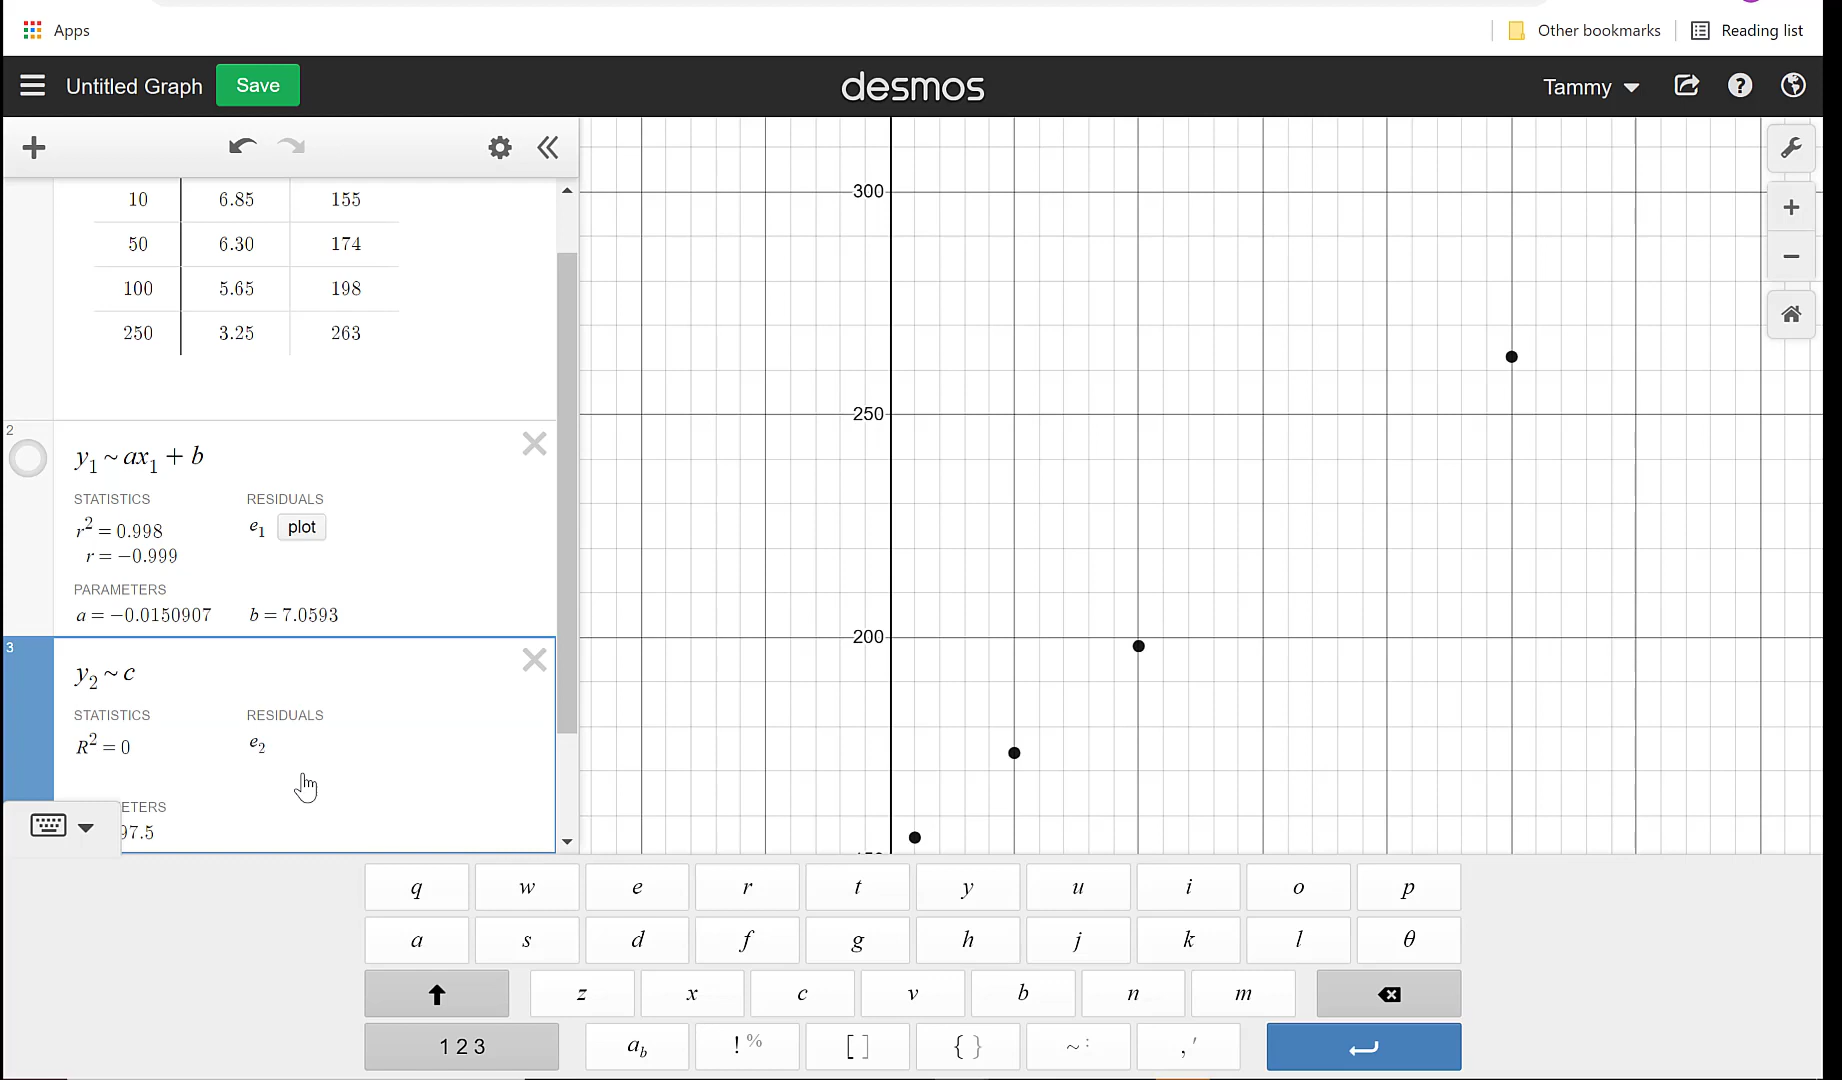 Apps
Other bookmarks
Reading list
Untitled Graph
Save
desmos
Tammy
10 6.85 155
50 6.30 174
100 5.65 198
250 3.25 263
2
y₁ ~ ax₁ + b
STATISTICS RESIDUALS
r² = 0.998 e₁ plot
r = −0.999
PARAMETERS
a = −0.0150907 b = 7.0593
3
y₂ ~ c
STATISTICS RESIDUALS
R² = 0 e₂
ETERS
97.5
300
250
200
q w e r t y u i o p
a s d f g h j k l θ
z x c v b n m
1 2 3 a_b ! % [ ] { } ~ : , '